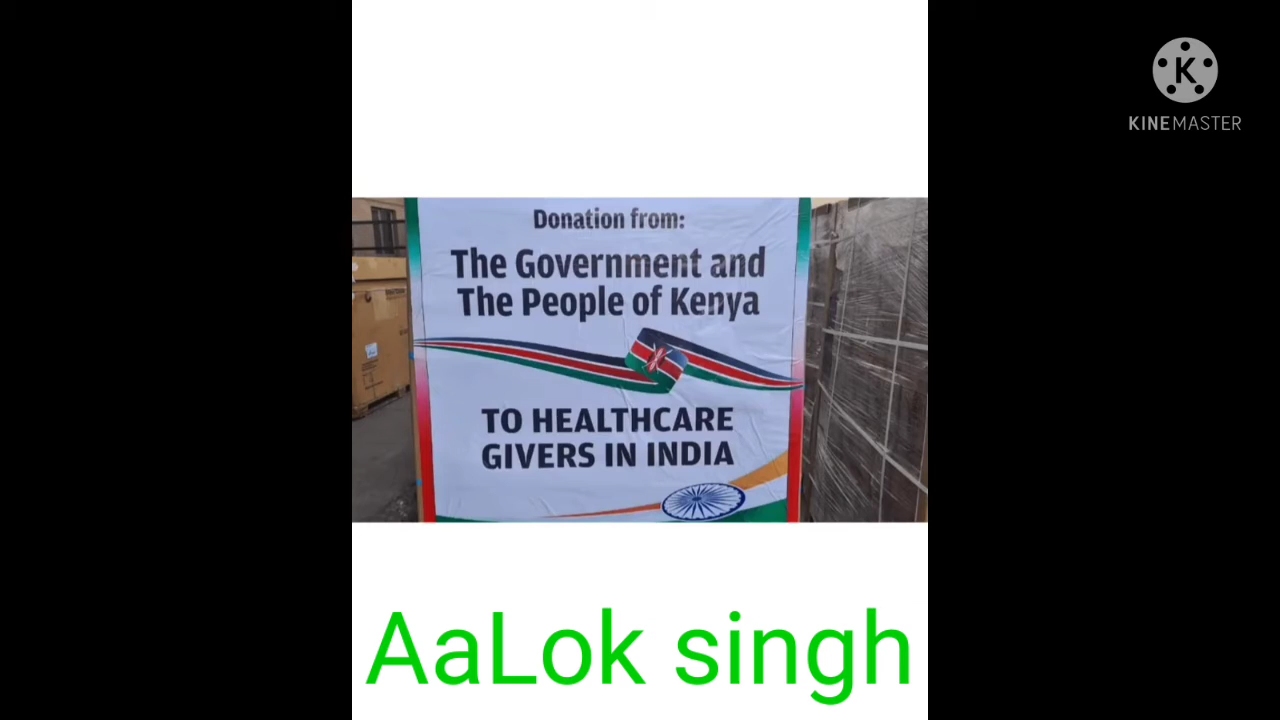 KINEMASTER
Donation from:
The Government and
The People of Kenya
TO HEALTHCARE
GIVERS IN INDIA
AaLok singh